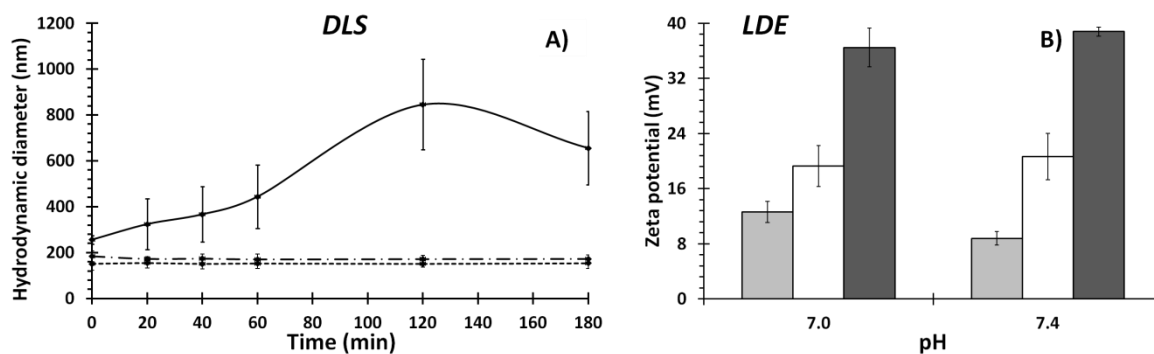 DLS
A)
Hydrodynamic diameter (nm)
1200
1000
800
600
400
200
0
0 20 40 60 80 100 120 140 160 180
Time (min)
LDE
B)
Zeta potential (mV)
40
32
24
16
8
0
7.0 7.4
pH